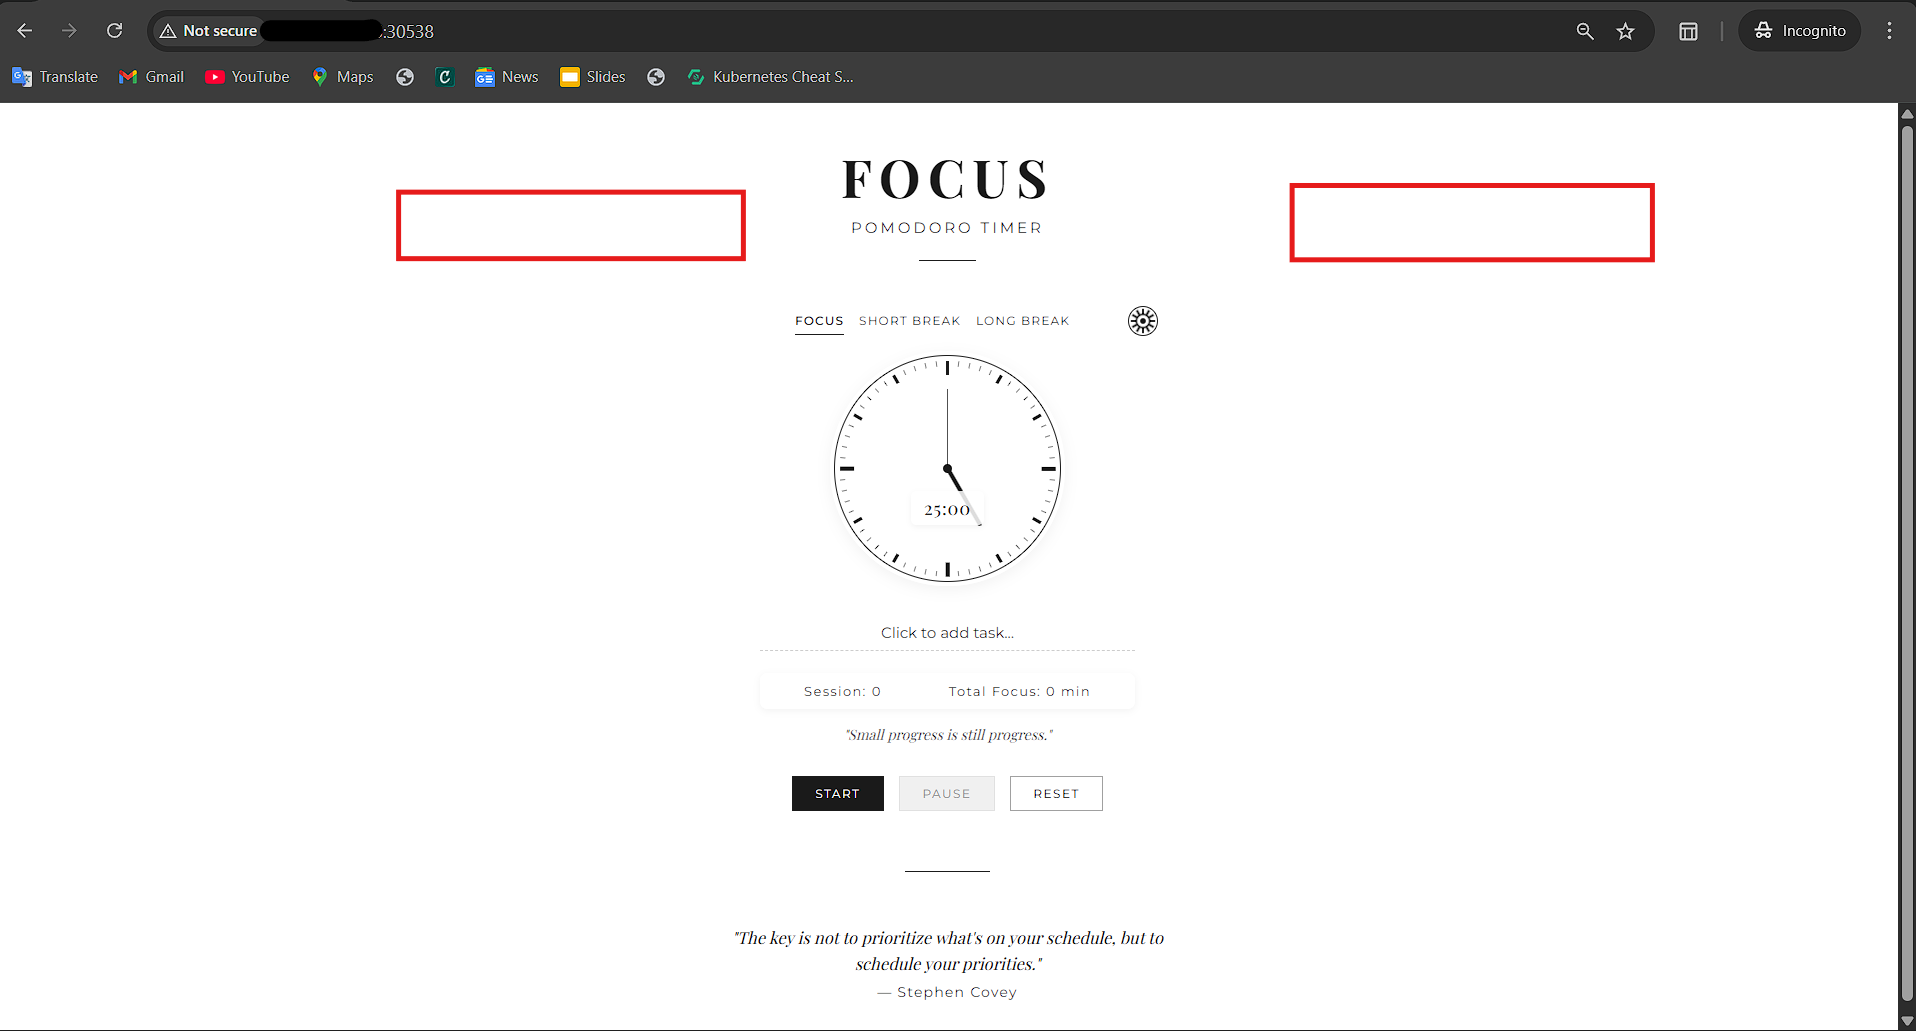 Not secure
:30538
Incognito
Translate
Gmail
YouTube
Maps
News
Slides
Kubernetes Cheat S...
FOCUS
POMODORO TIMER
FOCUS SHORT BREAK LONG BREAK
25:00
Click to add task...
Session: 0 Total Focus: 0 min
"Small progress is still progress."
START PAUSE RESET
"The key is not to prioritize what's on your schedule, but to
schedule your priorities."
— Stephen Covey